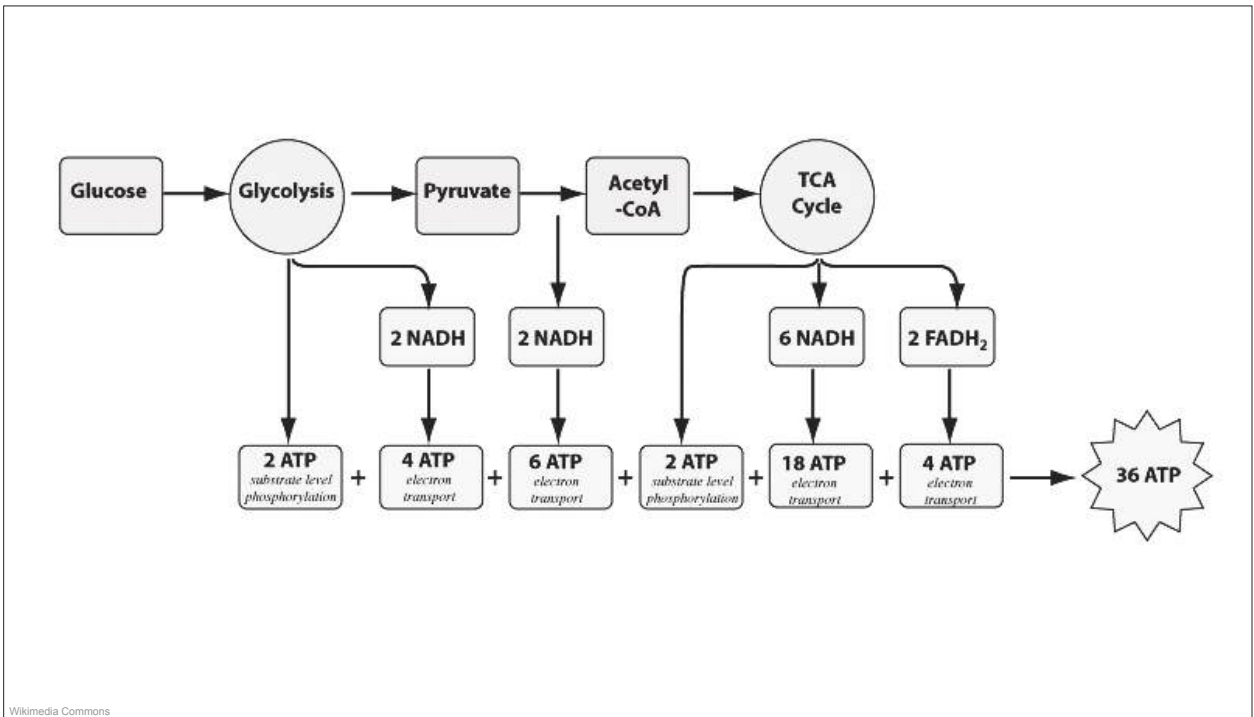 Glucose
Glycolysis
Pyruvate
Acetyl
-CoA
TCA
Cycle
2 NADH
2 NADH
6 NADH
2 FADH₂
2 ATP
substrate level
phosphorylation
+
4 ATP
electron
transport
+
6 ATP
electron
transport
+
2 ATP
substrate level
phosphorylation
+
18 ATP
electron
transport
+
4 ATP
electron
transport
36 ATP
Wikimedia Commons